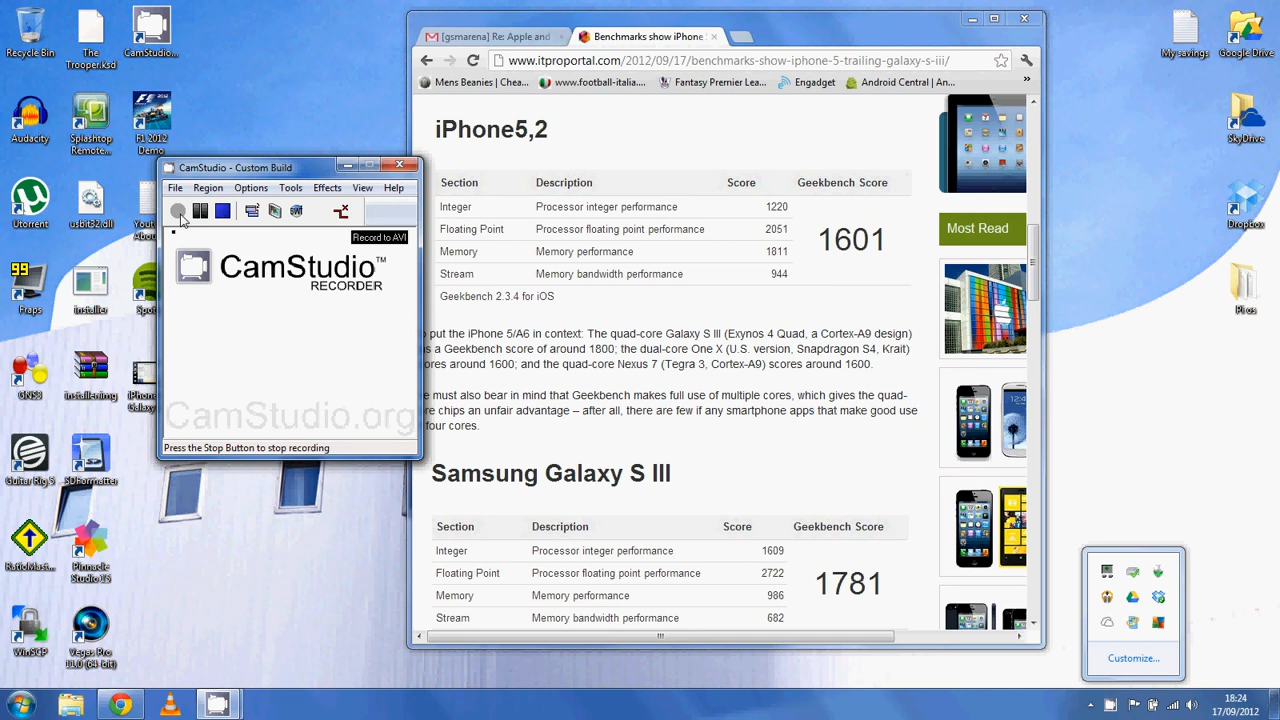 Recycle Bin
The
Trooper.ksd
CamStudio...
Audacity
Splashtop
Remote...
F1 2012
Demo
Utorrent
usbit32.dll
Fraps
installer
installer.img
GNS3
Guitar Rig 5
SDFormatter
Pinnacle
Studio 15
WinSCP
Vegas Pro
11.0 (64-bit)
CamStudio - Custom Build
File Region Options Tools Effects View Help
Record to AVI
CamStudio™
RECORDER
CamStudio.org
Press the Stop Button to stop recording
[gsmarena] Re: Apple and
Benchmarks show iPhone
www.itproportal.com/2012/09/17/benchmarks-show-iphone-5-trailing-galaxy-s-iii/
Mens Beanies (Chea...
www.football-italia....
Fantasy Premier Lea...
Engadget
Android Central | An...
iPhone5,2
Section Description Score Geekbench Score
Integer Processor integer performance 1220
Floating Point Processor floating point performance 2051
1601
Memory Memory performance 1811
Stream Memory bandwidth performance 944
Geekbench 2.3.4 for iOS
put the iPhone 5/A6 in context: The quad-core Galaxy S III (Exynos 4 Quad, a Cortex-A9 design)
a Geekbench score of around 1800; the dual-core One X (U.S. version, Snapdragon S4, Krait)
around 1600; and the quad-core Nexus 7 (Tegra 3, Cortex-A9) scores around 1600.
must also bear in mind that Geekbench makes full use of multiple cores, which gives the quad-
chips an unfair advantage – after all, there are few if any smartphone apps that make good use
four cores.
Samsung Galaxy S III
Section Description Score Geekbench Score
Integer Processor integer performance 1609
Floating Point Processor floating point performance 2722
1781
Memory Memory performance 986
Stream Memory bandwidth performance 682
Most Read
My savings
Google Drive
SkyDrive
Dropbox
Customize...
18:24
17/09/2012